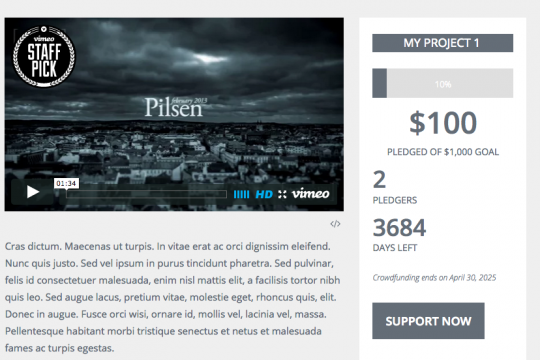 vimeo
STAFF
PICK
february 2015
Pilsen
01:34
HD vimeo
</>
Cras dictum. Maecenas ut turpis. In vitae erat ac orci dignissim eleifend.
Nunc quis justo. Sed vel ipsum in purus tincidunt pharetra. Sed pulvinar,
felis id consectetuer malesuada, enim nisl mattis elit, a facilisis tortor nibh
quis leo. Sed augue lacus, pretium vitae, molestie eget, rhoncus quis, elit.
Donec in augue. Fusce orci wisi, ornare id, mollis vel, lacinia vel, massa.
Pellentesque habitant morbi tristique senectus et netus et malesuada
fames ac turpis egestas.
MY PROJECT 1
10%
$100
PLEDGED OF $1,000 GOAL
2
PLEDGERS
3684
DAYS LEFT
Crowdfunding ends on April 30, 2025
SUPPORT NOW